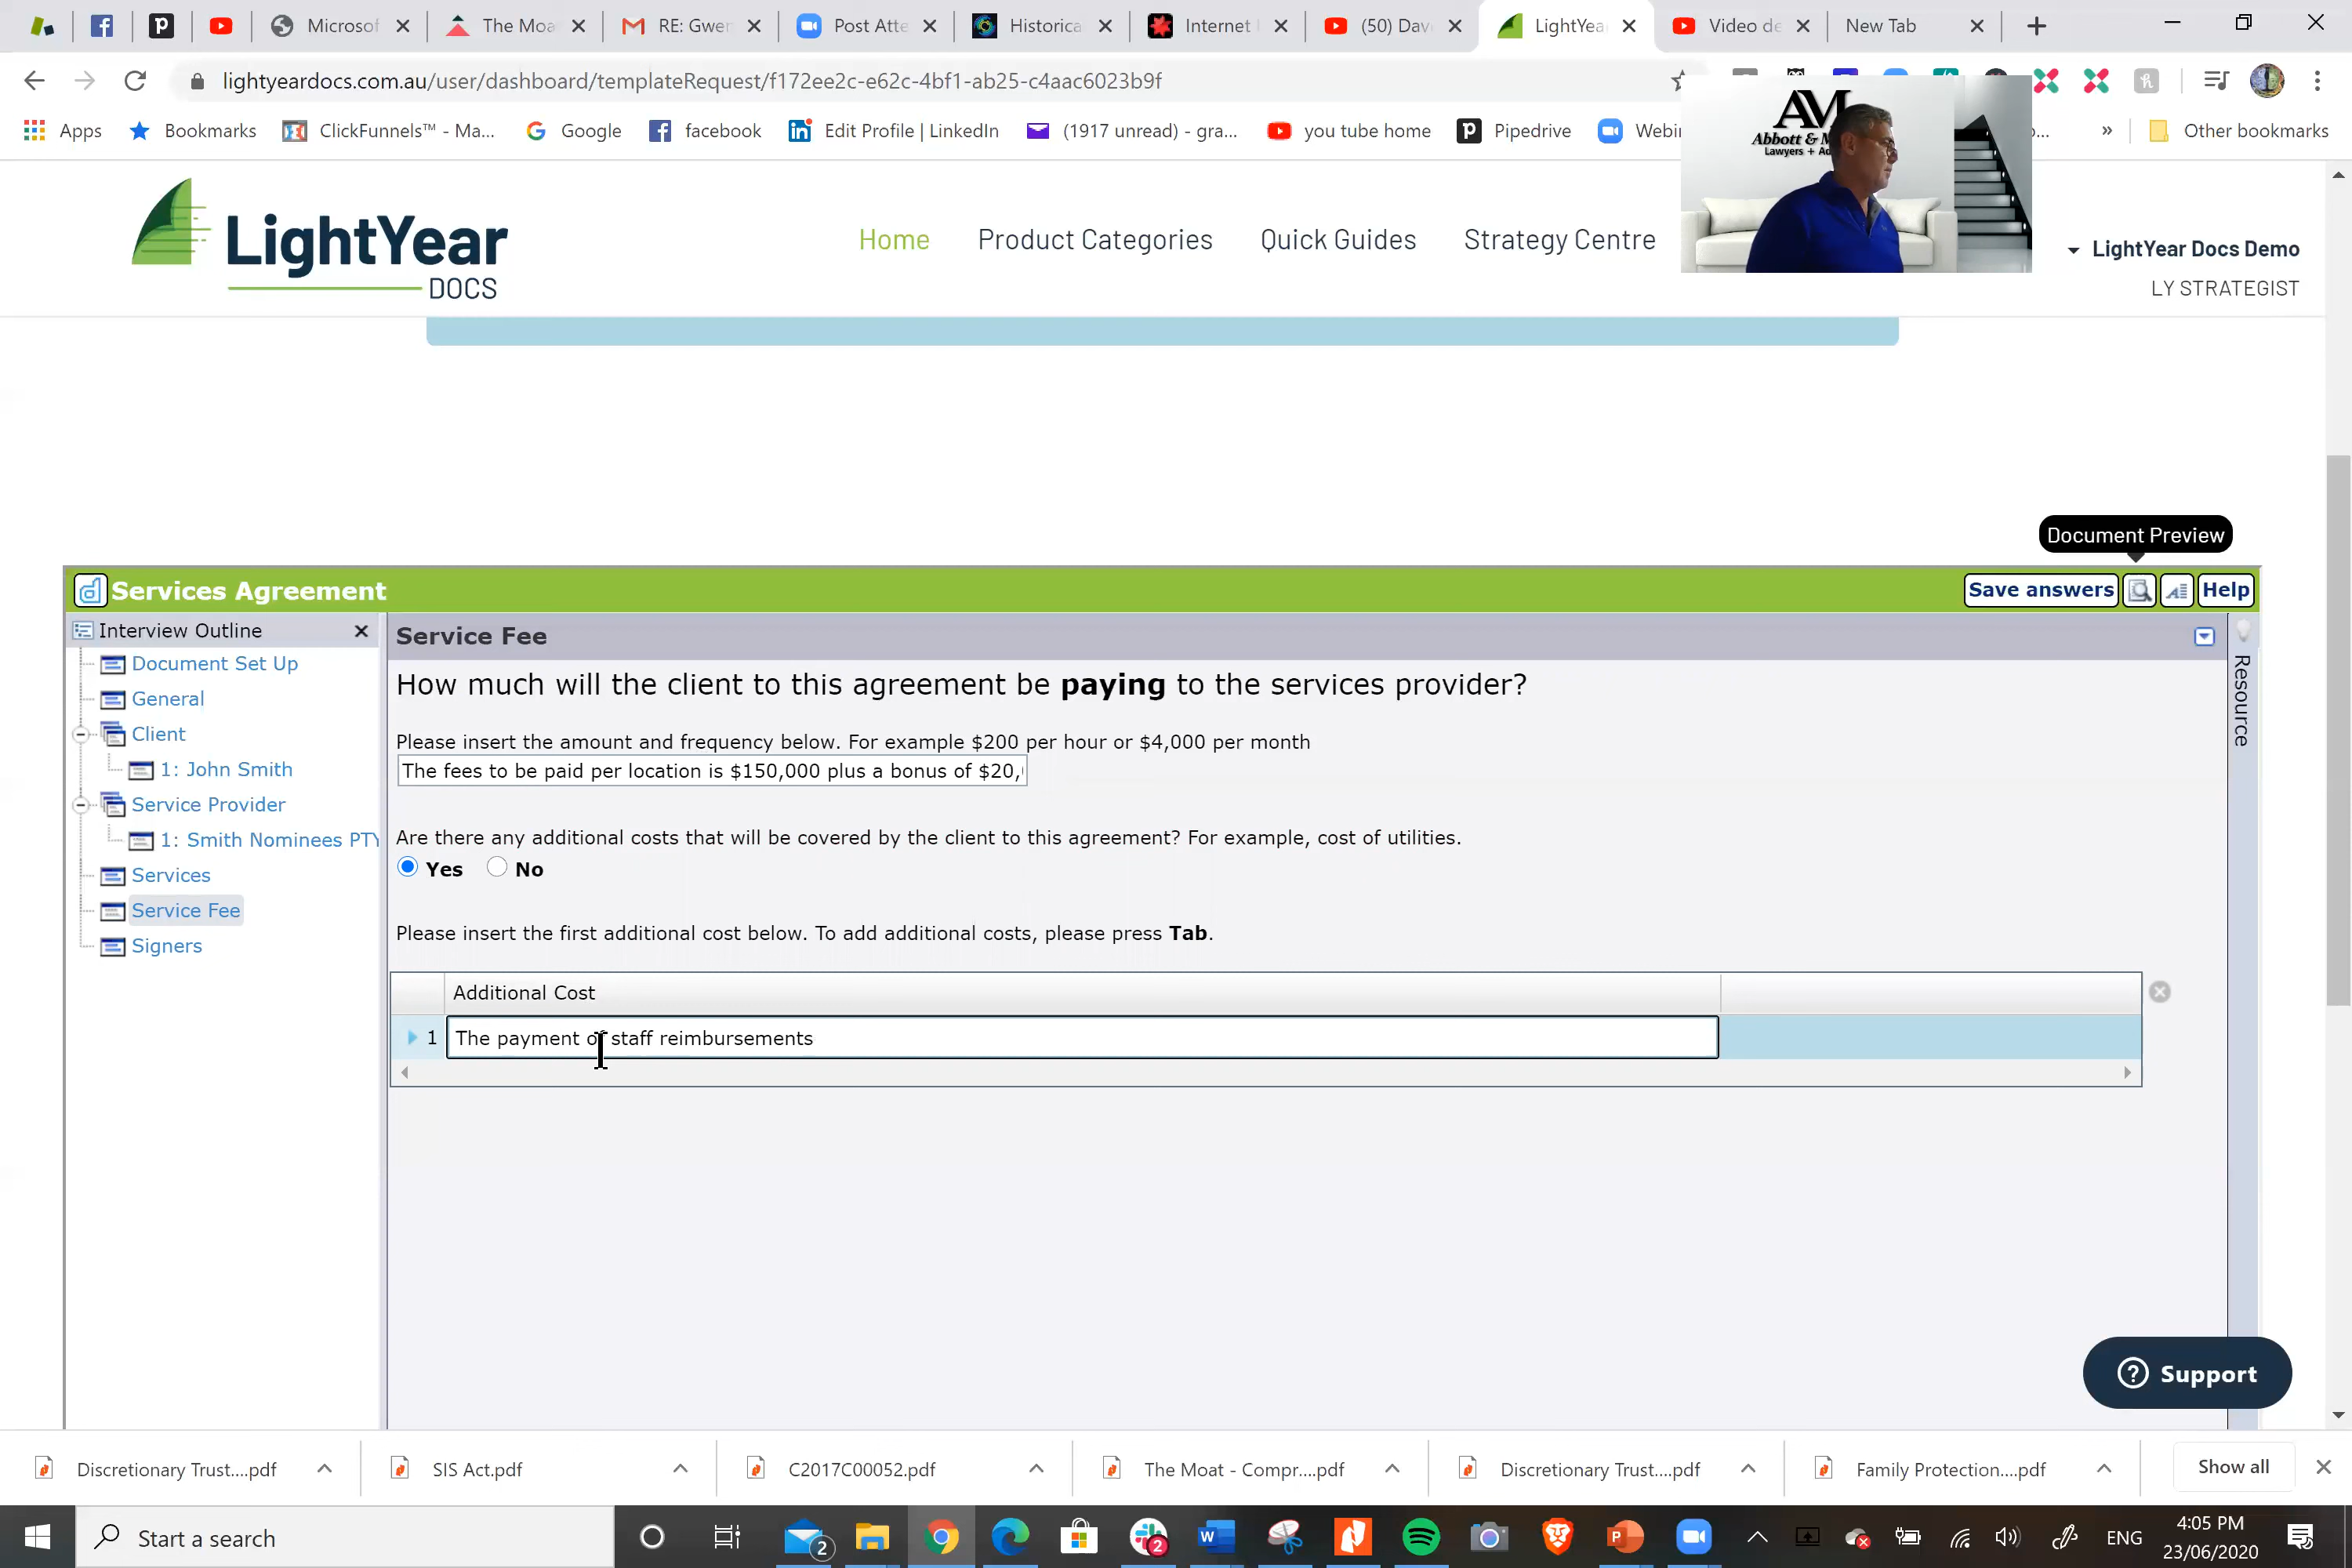 Microsof
The Moa
RE: Gwen
Post Atte
Historica
Internet
(50) Dav
LightYea
Video de
New Tab
lightyeardocs.com.au/user/dashboard/templateRequest/f172ee2c-e62c-4bf1-ab25-c4aac6023b9f
Apps
Bookmarks
ClickFunnels™ - Ma...
Google
facebook
Edit Profile | LinkedIn
(1917 unread) - gra...
you tube home
Pipedrive
Webi
»
Other bookmarks
AM
Abbott & M
Lawyers + Ad
LightYear
DOCS
Home
Product Categories
Quick Guides
Strategy Centre
LightYear Docs Demo
LY STRATEGIST
Document Preview
Services Agreement
Save answers
Help
Interview Outline
Document Set Up
General
Client
1: John Smith
Service Provider
1: Smith Nominees PTY
Services
Service Fee
Signers
Service Fee
How much will the client to this agreement be paying to the services provider?
Please insert the amount and frequency below. For example $200 per hour or $4,000 per month
The fees to be paid per location is $150,000 plus a bonus of $20,
Are there any additional costs that will be covered by the client to this agreement? For example, cost of utilities.
Yes No
Please insert the first additional cost below. To add additional costs, please press Tab.
Additional Cost
1 The payment of staff reimbursements
Resource
Support
Discretionary Trust....pdf
SIS Act.pdf
C2017C00052.pdf
The Moat - Compr....pdf
Discretionary Trust....pdf
Family Protection....pdf
Show all
Start a search
2
2
ENG
4:05 PM
23/06/2020